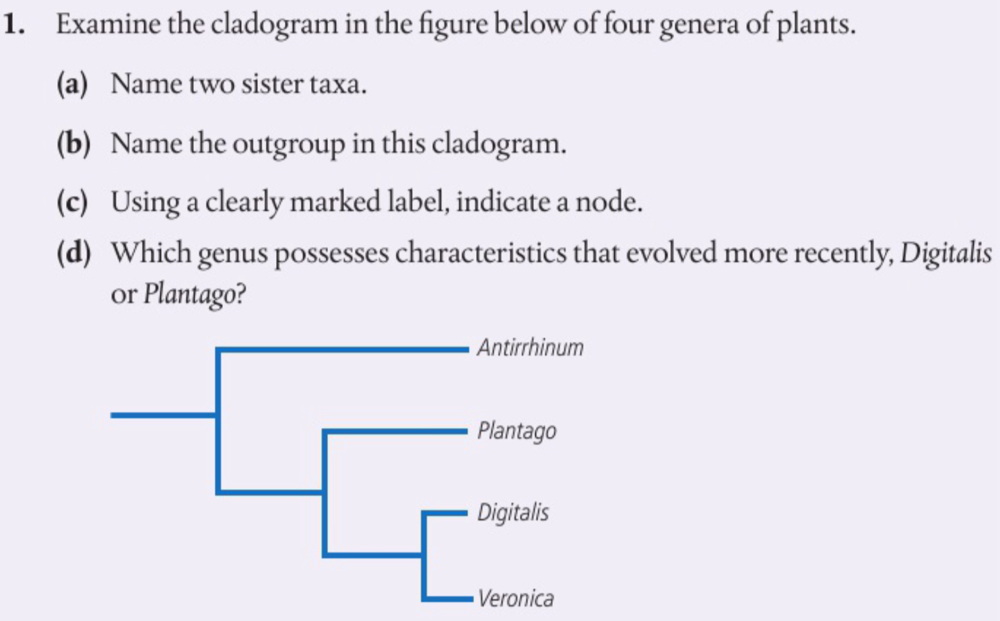 1. Examine the cladogram in the figure below of four genera of plants.
(a) Name two sister taxa.
(b) Name the outgroup in this cladogram.
(c) Using a clearly marked label, indicate a node.
(d) Which genus possesses characteristics that evolved more recently, Digitalis
or Plantago?
Antirrhinum
Plantago
Digitalis
Veronica